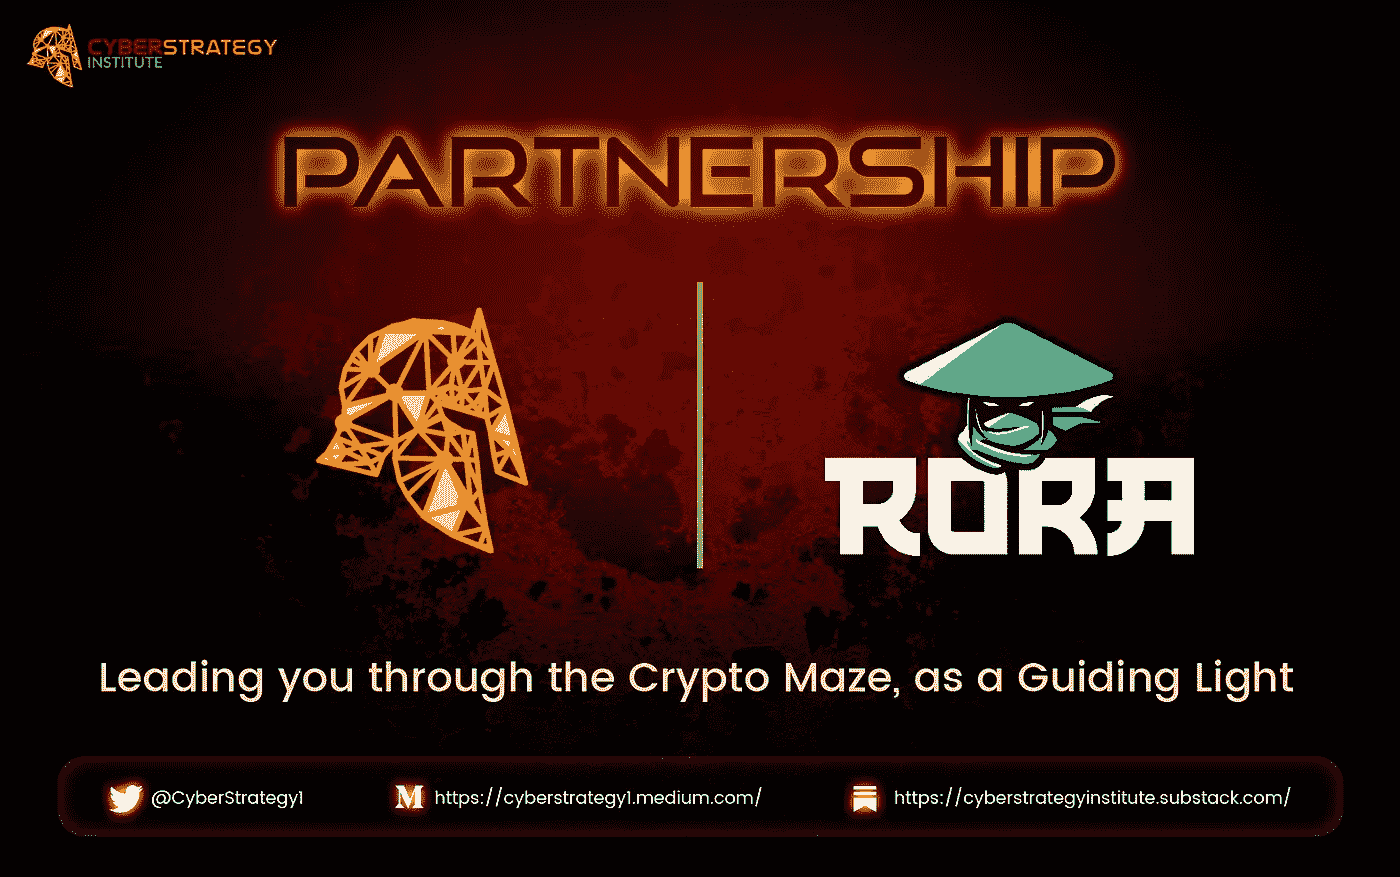 CYBERSTRATEGY
INSTITUTE
PARTNERSHIP
RORA
Leading you through the Crypto Maze, as a Guiding Light
@CyberStrategy1
https://cyberstrategy1.medium.com/
https://cyberstrategyinstitute.substack.com/